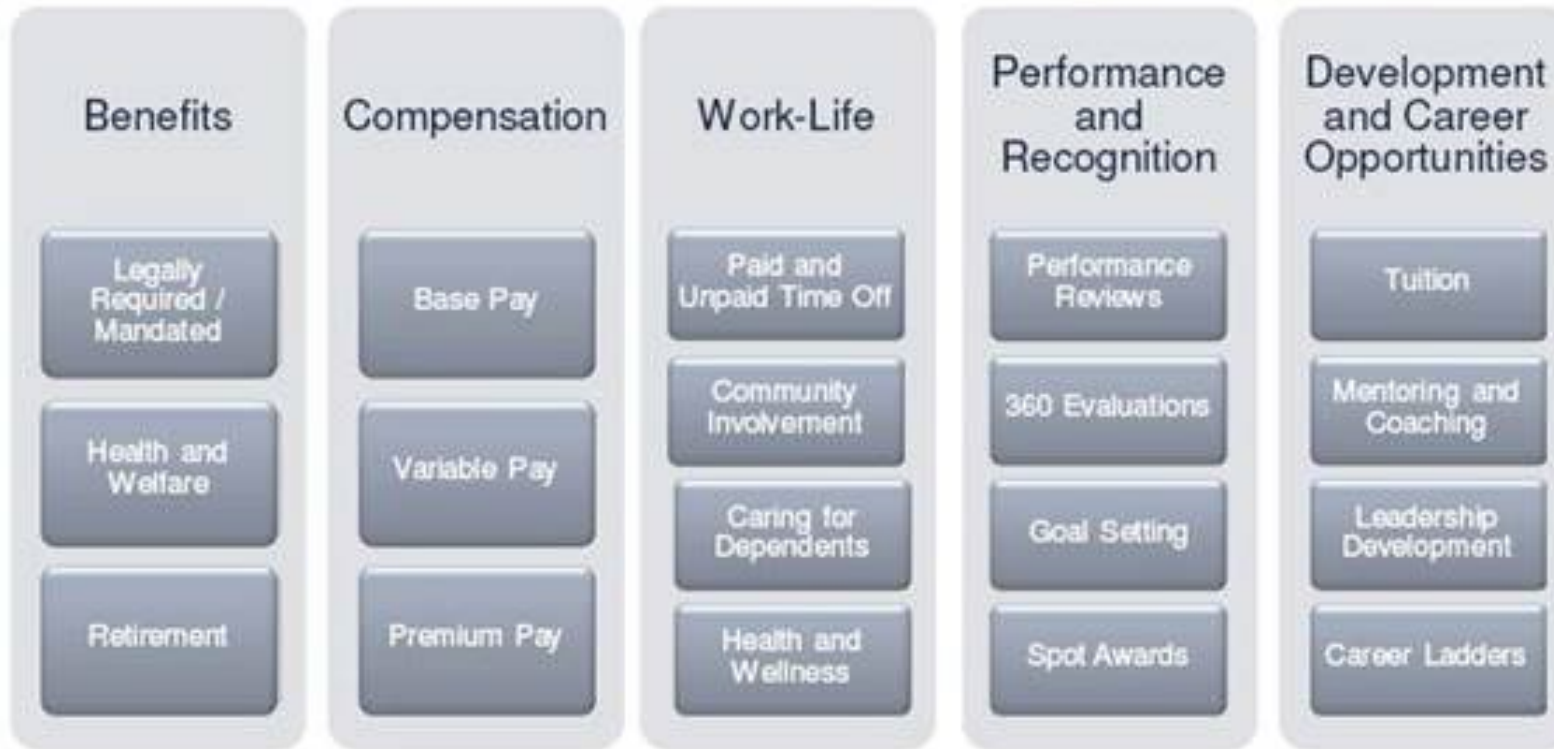 Benefits
Legally
Required /
Mandated
Health and
Welfare
Retirement
Compensation
Base Pay
Variable Pay
Premium Pay
Work-Life
Paid and
Unpaid Time Off
Community
Involvement
Caring for
Dependents
Health and
Wellness
Performance
and
Recognition
Performance
Reviews
360 Evaluations
Goal Setting
Spot Awards
Development
and Career
Opportunities
Tuition
Mentoring and
Coaching
Leadership
Development
Career Ladders